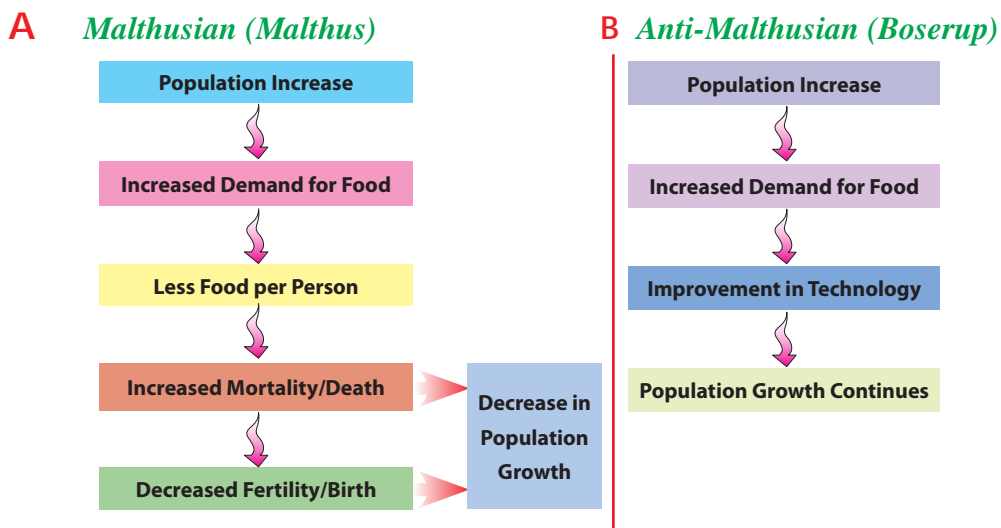 A Malthusian (Malthus)
Population Increase
Increased Demand for Food
Less Food per Person
Increased Mortality/Death
Decreased Fertility/Birth
Decrease in
Population
Growth
B Anti-Malthusian (Boserup)
Population Increase
Increased Demand for Food
Improvement in Technology
Population Growth Continues